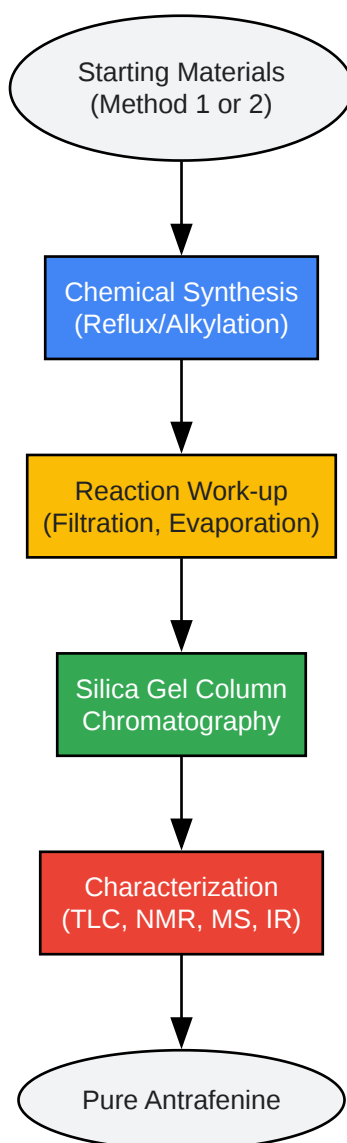 Starting Materials
(Method 1 or 2)
Chemical Synthesis
(Reflux/Alkylation)
Reaction Work-up
(Filtration, Evaporation)
Silica Gel Column
Chromatography
Characterization
(TLC, NMR, MS, IR)
Pure Antrafenine